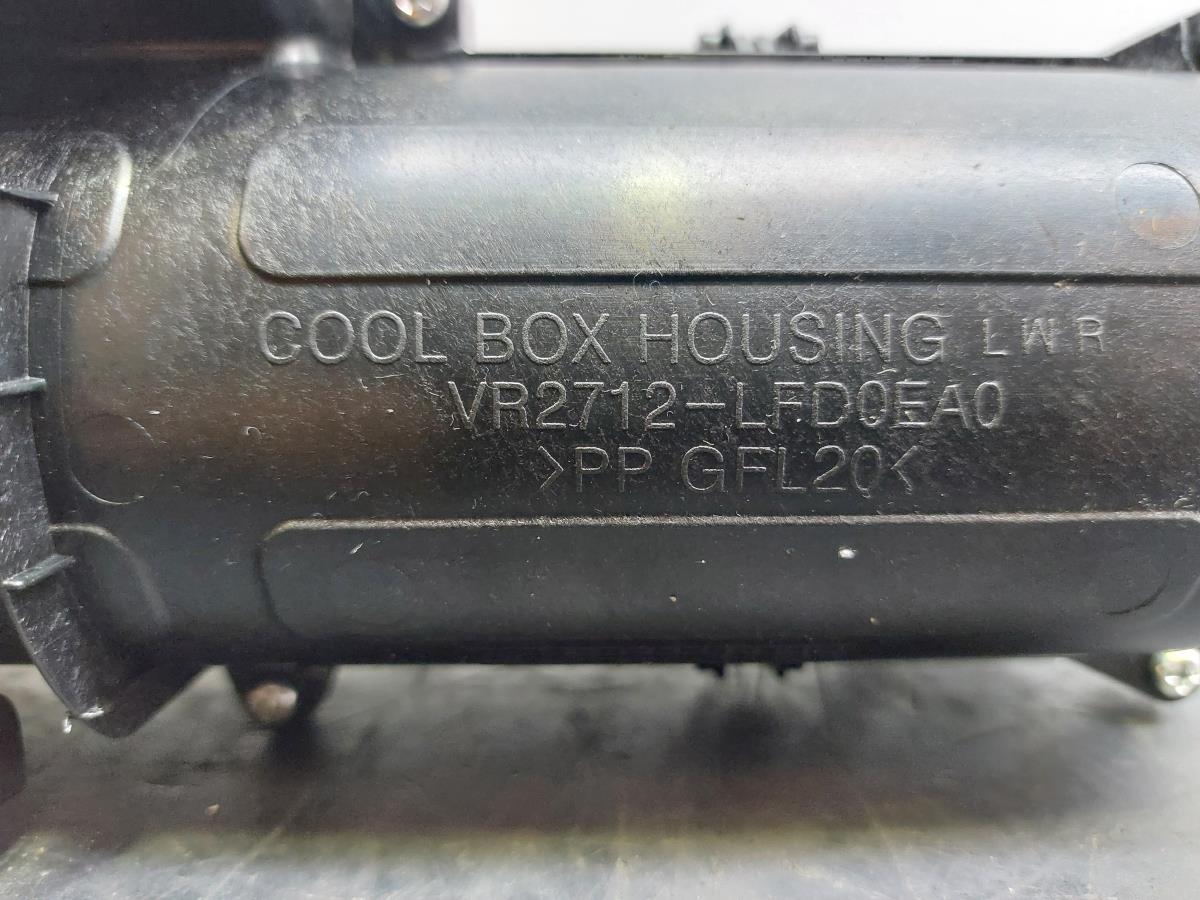 COOL BOX HOUSING LWR
VR2712-LFD0EA0
>PP GFL20<